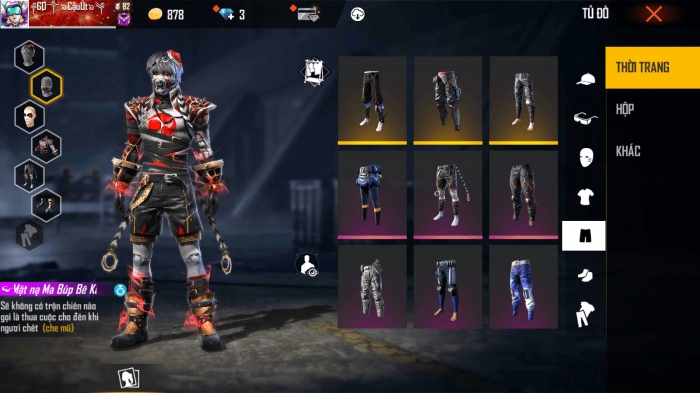 82
878
3
TỦ ĐỒ
THỜI TRANG
HỘP
KHÁC
Mặt nạ Ma Búp Bê
Sẽ không có trận chiến nào
gọi là thua cuộc cho đến khi
ngươi chết (che mũ)